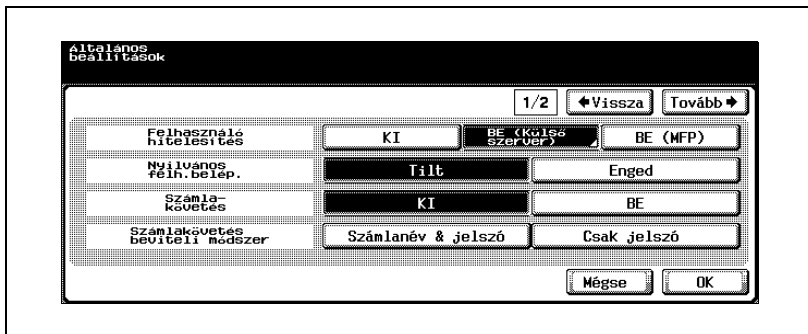 Általános
beállítások
1/2 Vissza Tovább
Felhasználó
hitelesítés
KI BE (Külső
szerver) BE (MFP)
Nyilvános
felh.belép.
Tilt Enged
Számla-
követés
KI BE
Számlakövetés
beviteli módszer
Számlanév & jelszó Csak jelszó
Mégse OK